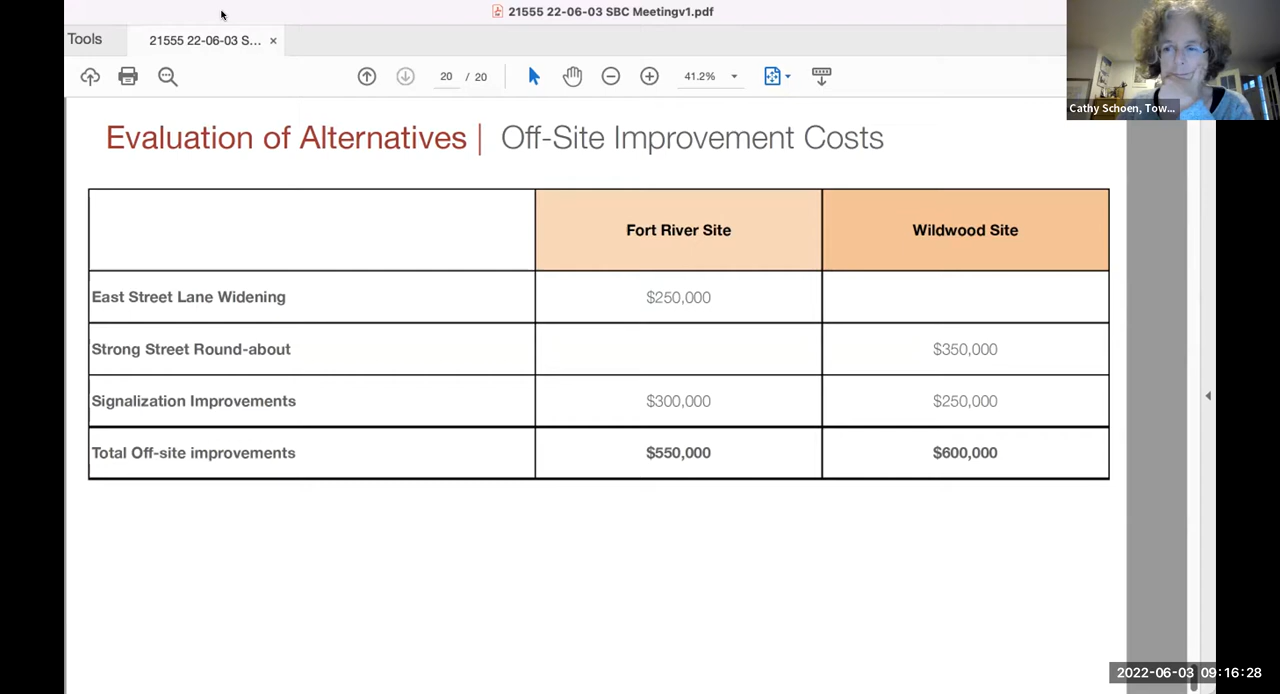 21555 22-06-03 SBC Meetingv1.pdf
Tools
21555 22-06-03 S... ×
20 / 20
41.2%
Cathy Schoen, Tow...
Evaluation of Alternatives | Off-Site Improvement Costs
Fort River Site Wildwood Site
East Street Lane Widening $250,000
Strong Street Round-about $350,000
Signalization Improvements $300,000 $250,000
Total Off-site improvements $550,000 $600,000
2022-06-03 09:16:28